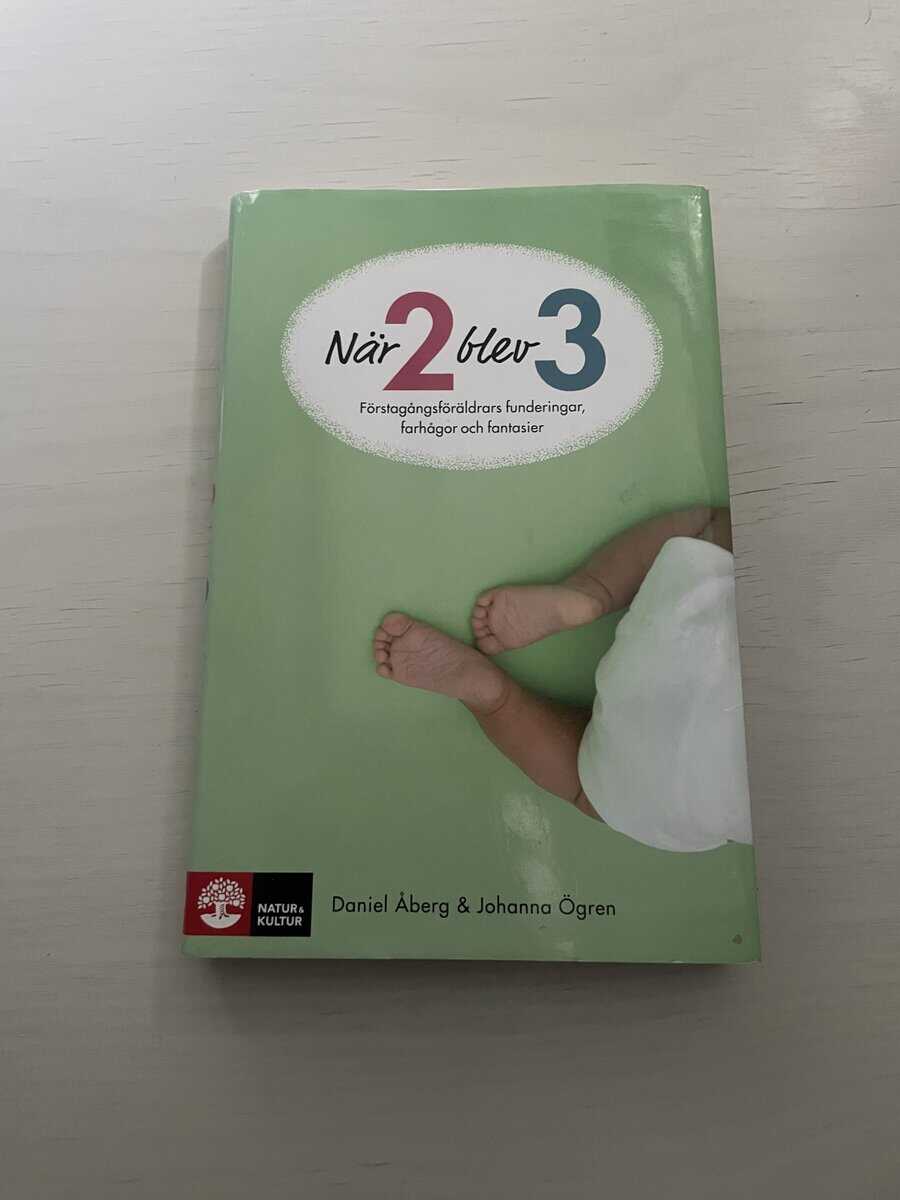 När 2 blev 3
Förstagångsföräldrars funderingar,
farhågor och fantasier
NATUR &
KULTUR
Daniel Åberg & Johanna Ögren